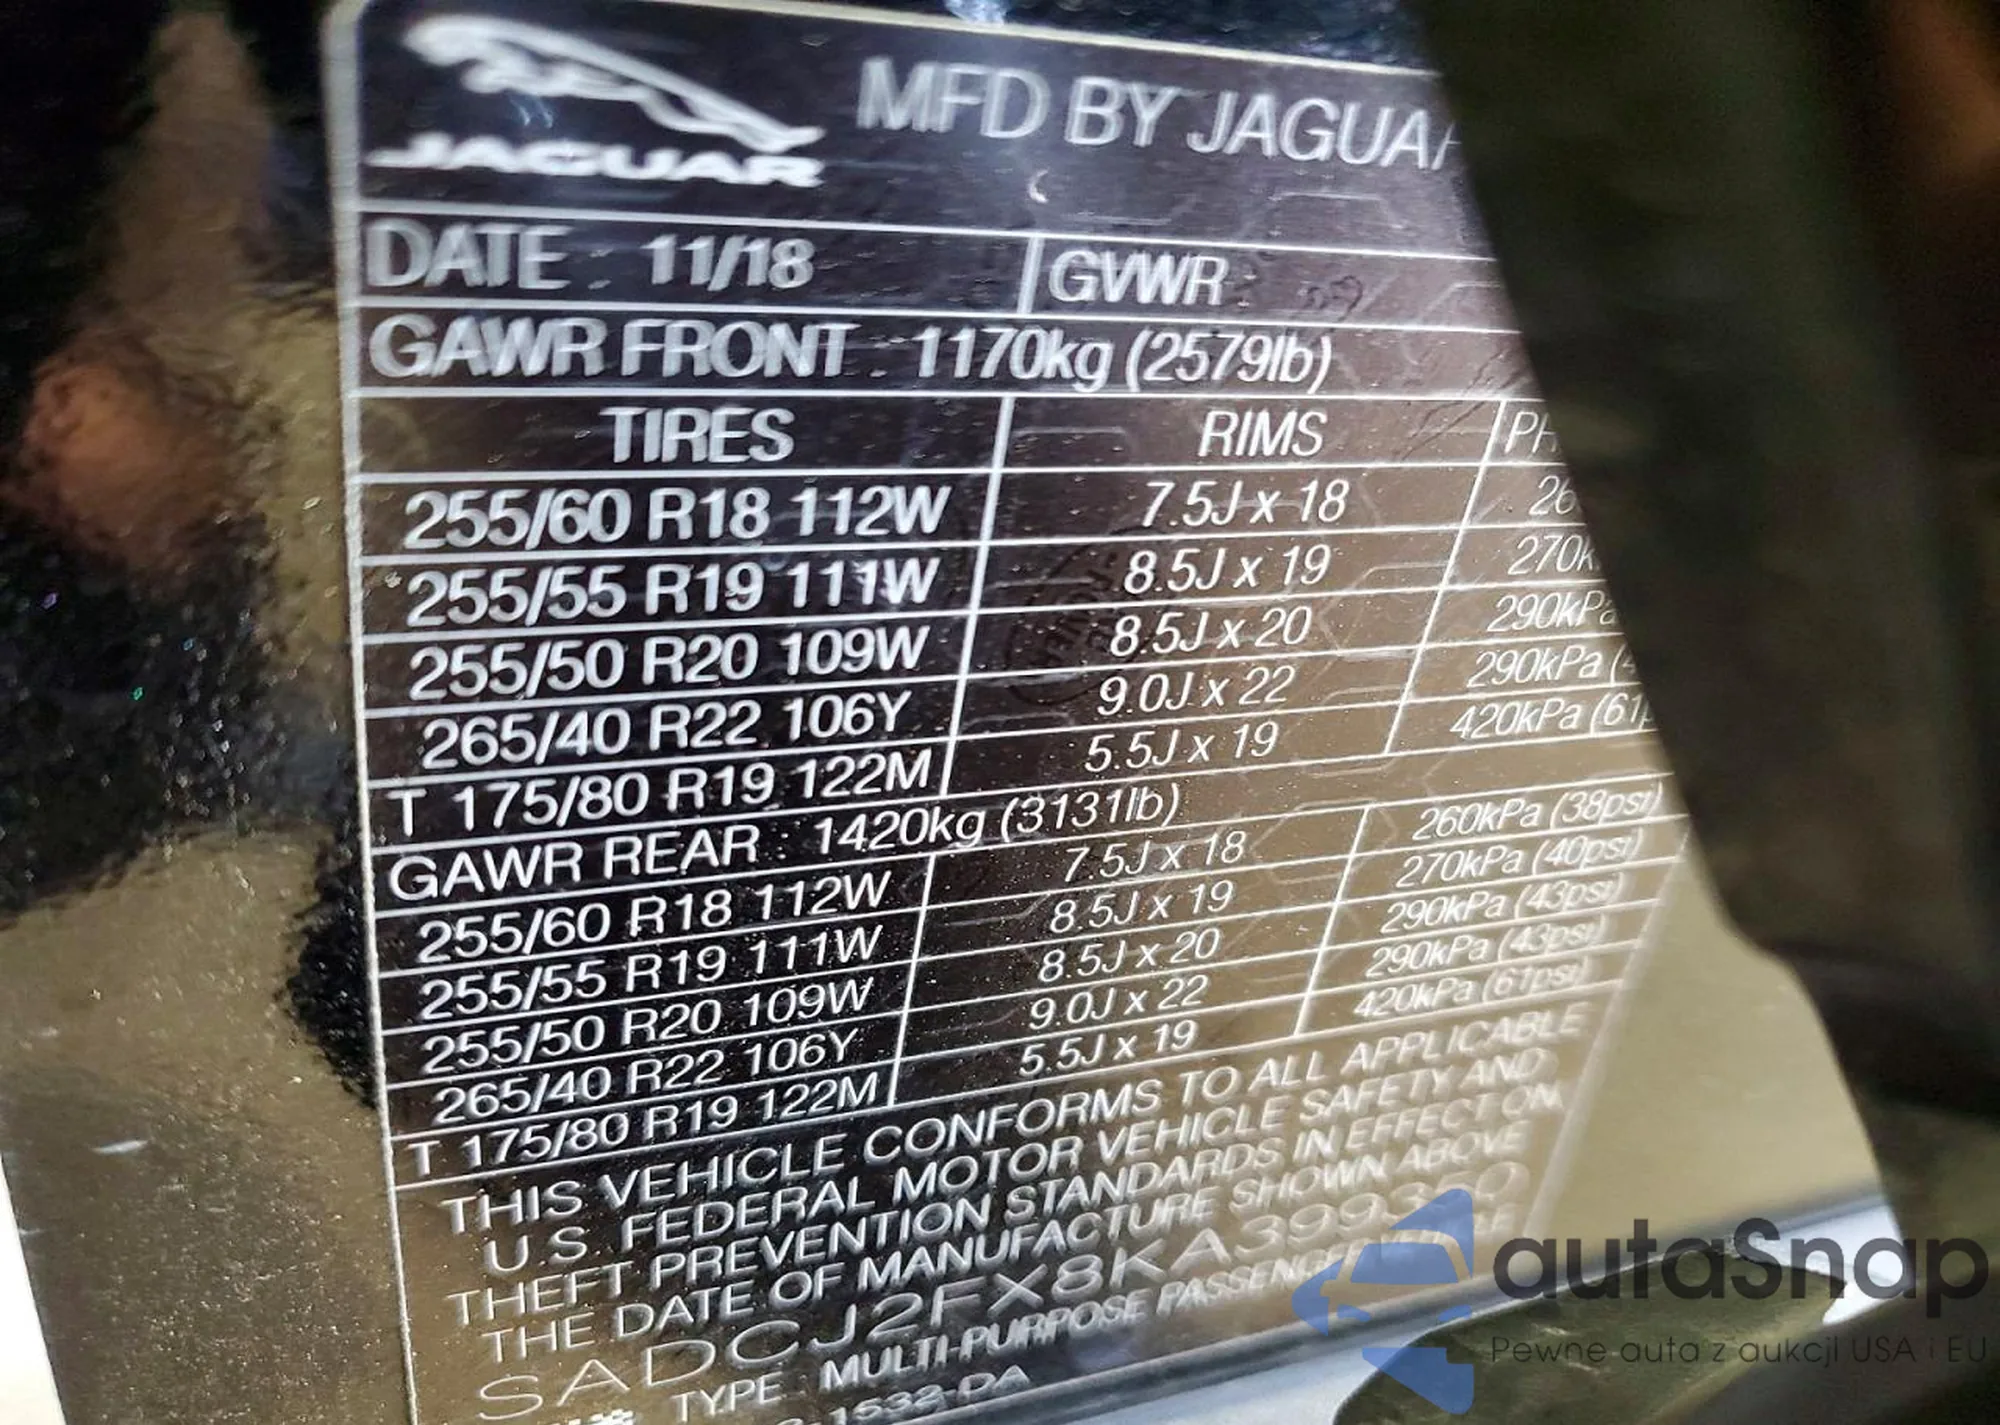 JAGUAR
MFD BY JAGUAR
DATE : 11/18 GVWR :
GAWR FRONT : 1170kg (2579lb)
TIRES RIMS
255/60 R18 112W 7.5J x 18
255/55 R19 111W 8.5J x 19 270k
255/50 R20 109W 8.5J x 20 290kPa
265/40 R22 106Y 9.0J x 22 290kPa
T 175/80 R19 122M 5.5J x 19 420kPa (61
GAWR REAR : 1420kg (3131lb)
255/60 R18 112W 7.5J x 18 260kPa (38psi)
255/55 R19 111W 8.5J x 19 270kPa (40psi)
255/50 R20 109W 8.5J x 20 290kPa (43psi)
265/40 R22 106Y 9.0J x 22 290kPa (43psi)
T 175/80 R19 122M 5.5J x 19 420kPa (61psi)
THIS VEHICLE CONFORMS TO ALL APPLICABLE
U.S. FEDERAL MOTOR VEHICLE SAFETY AND
THEFT PREVENTION STANDARDS IN EFFECT ON
THE DATE OF MANUFACTURE SHOWN ABOVE
SADCJ2FX8KA399350
TYPE : MULTI-PURPOSE PASSENGER
-1532-DA
autaSnap
Pewne auta z aukcji USA i EU